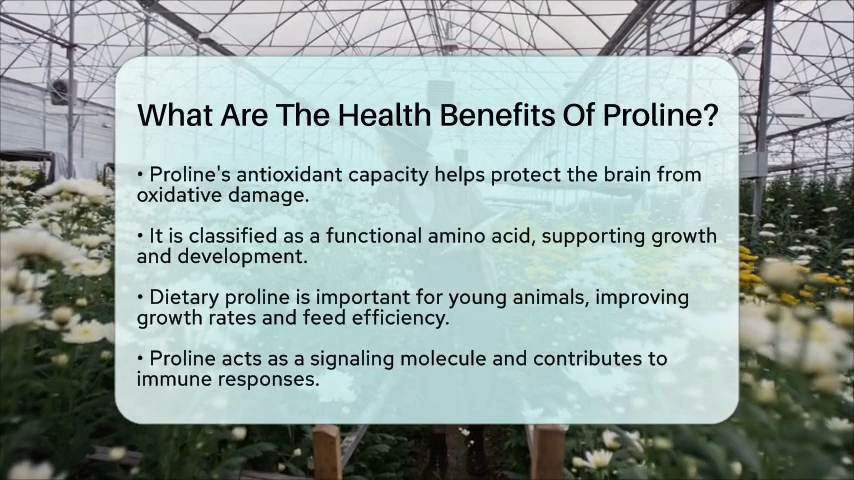 What Are The Health Benefits Of Proline?
• Proline's antioxidant capacity helps protect the brain from
oxidative damage.
• It is classified as a functional amino acid, supporting growth
and development.
• Dietary proline is important for young animals, improving
growth rates and feed efficiency.
• Proline acts as a signaling molecule and contributes to
immune responses.